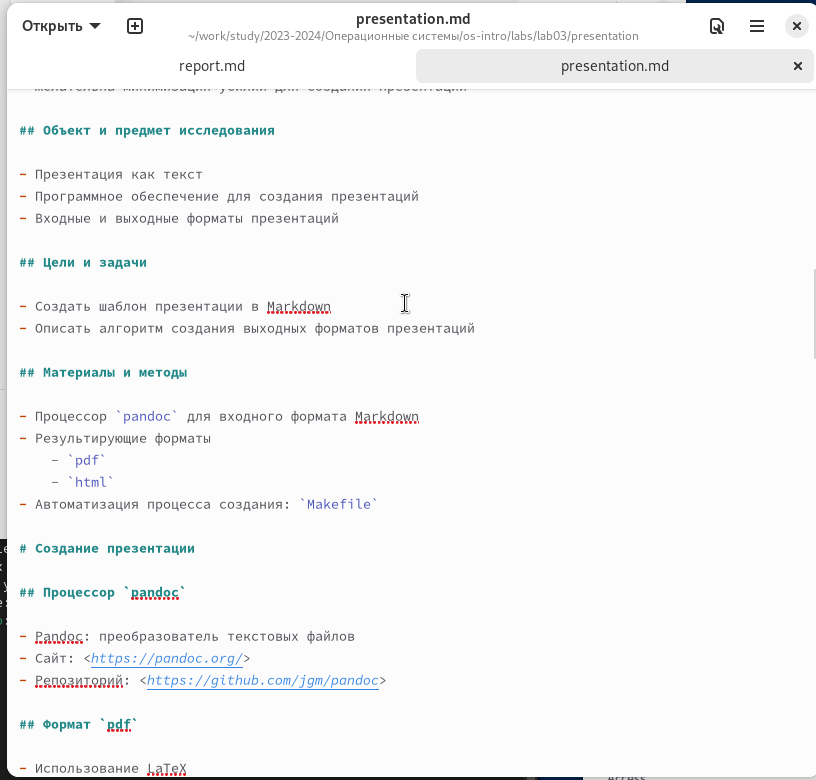 Открыть
presentation.md
~/work/study/2023-2024/Операционные системы/os-intro/labs/lab03/presentation
report.md
presentation.md
## Объект и предмет исследования
- Презентация как текст
- Программное обеспечение для создания презентаций
- Входные и выходные форматы презентаций
## Цели и задачи
- Создать шаблон презентации в Markdown
- Описать алгоритм создания выходных форматов презентаций
## Материалы и методы
- Процессор `pandoc` для входного формата Markdown
- Результирующие форматы
- `pdf`
- `html`
- Автоматизация процесса создания: `Makefile`
# Создание презентации
## Процессор `pandoc`
- Pandoc: преобразователь текстовых файлов
- Сайт: <https://pandoc.org/>
- Репозиторий: <https://github.com/jgm/pandoc>
## Формат `pdf`
- Использование LaTeX